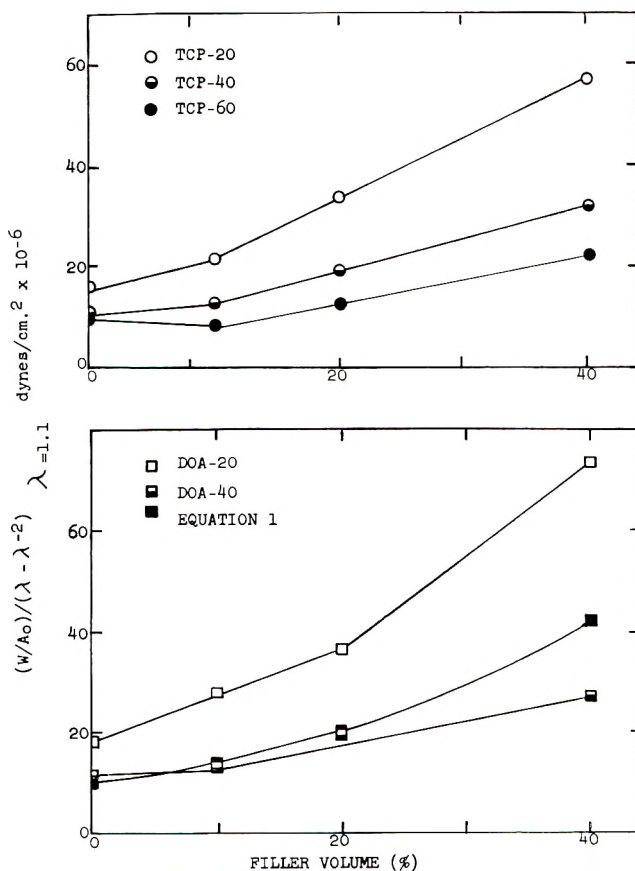 60
TCP-20
TCP-40
TCP-60
40
20
0
0 20 40
dynes/cm.² x 10⁻⁶
(W/A₀)/(λ - λ⁻²) λ=1.1
DOA-20
DOA-40
EQUATION 1
60
40
20
0
0 20 40
FILLER VOLUME (%)